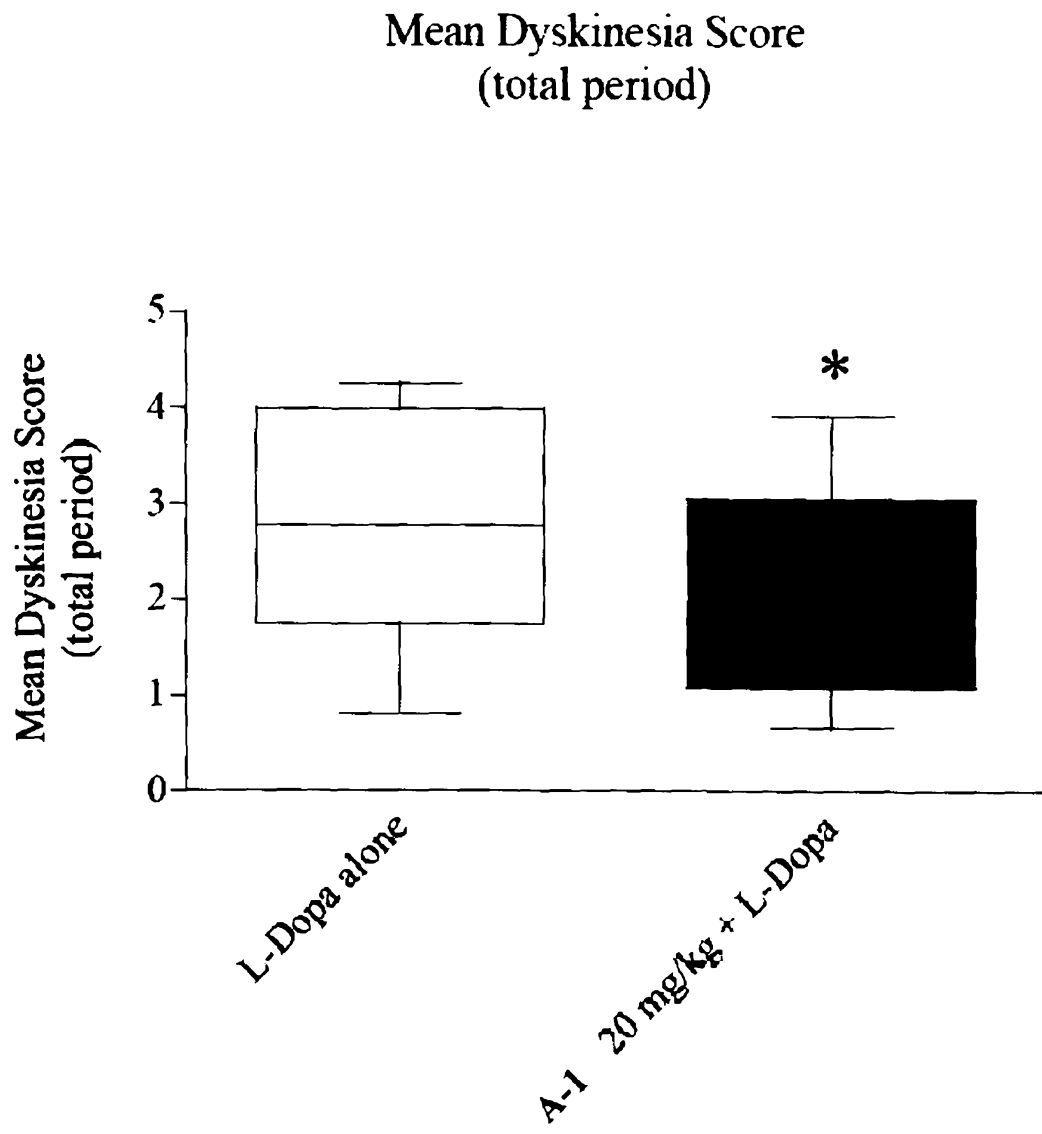 Mean Dyskinesia Score
(total period)
Mean Dyskinesia Score
(total period)
5
4
3
2
1
0
*
L-Dopa alone
A-1 20 mg/kg + L-Dopa